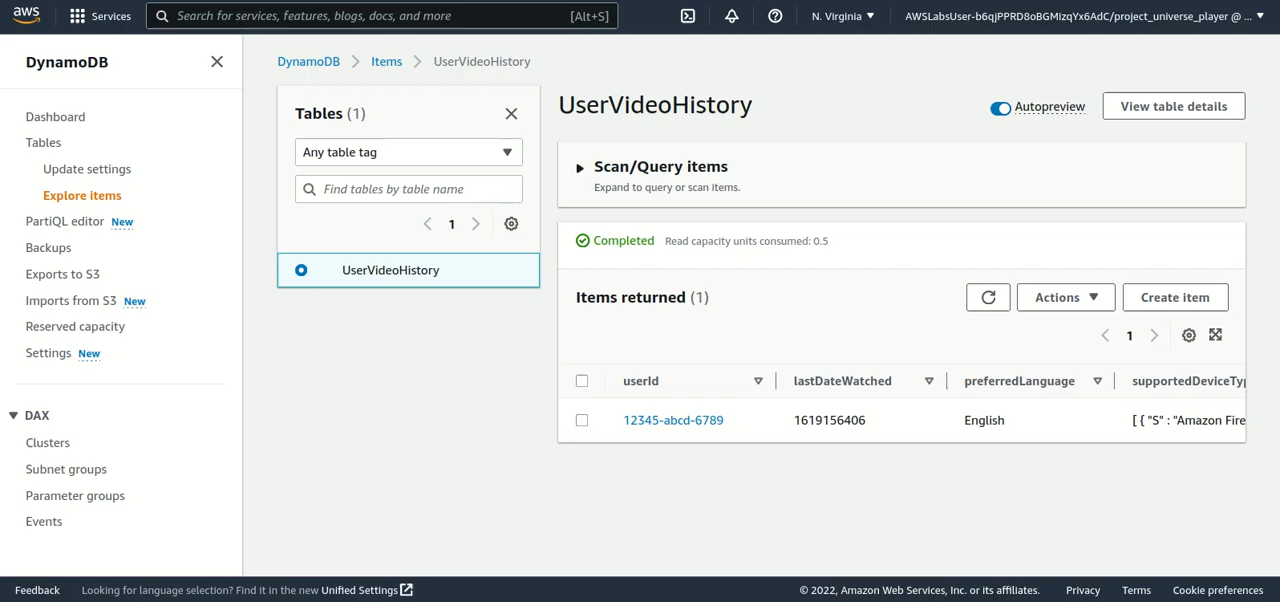 aws
Services
Search for services, features, blogs, docs, and more
[Alt+S]
N. Virginia
AWSLabsUser-b6qjPPRD8oBGMizqYx6AdC/project_universe_player @ ...
DynamoDB
Dashboard
Tables
Update settings
Explore items
PartiQL editor New
Backups
Exports to S3
Imports from S3 New
Reserved capacity
Settings New
DAX
Clusters
Subnet groups
Parameter groups
Events
DynamoDB
Items
UserVideoHistory
Tables (1)
Any table tag
Find tables by table name
1
UserVideoHistory
UserVideoHistory
Autopreview
View table details
Scan/Query items
Expand to query or scan items.
Completed Read capacity units consumed: 0.5
Items returned (1)
Actions
Create item
1
userId lastDateWatched preferredLanguage supportedDeviceTyp
12345-abcd-6789 1619156406 English [ { "S" : "Amazon Fire
Feedback
Looking for language selection? Find it in the new Unified Settings
© 2022, Amazon Web Services, Inc. or its affiliates.
Privacy
Terms
Cookie preferences